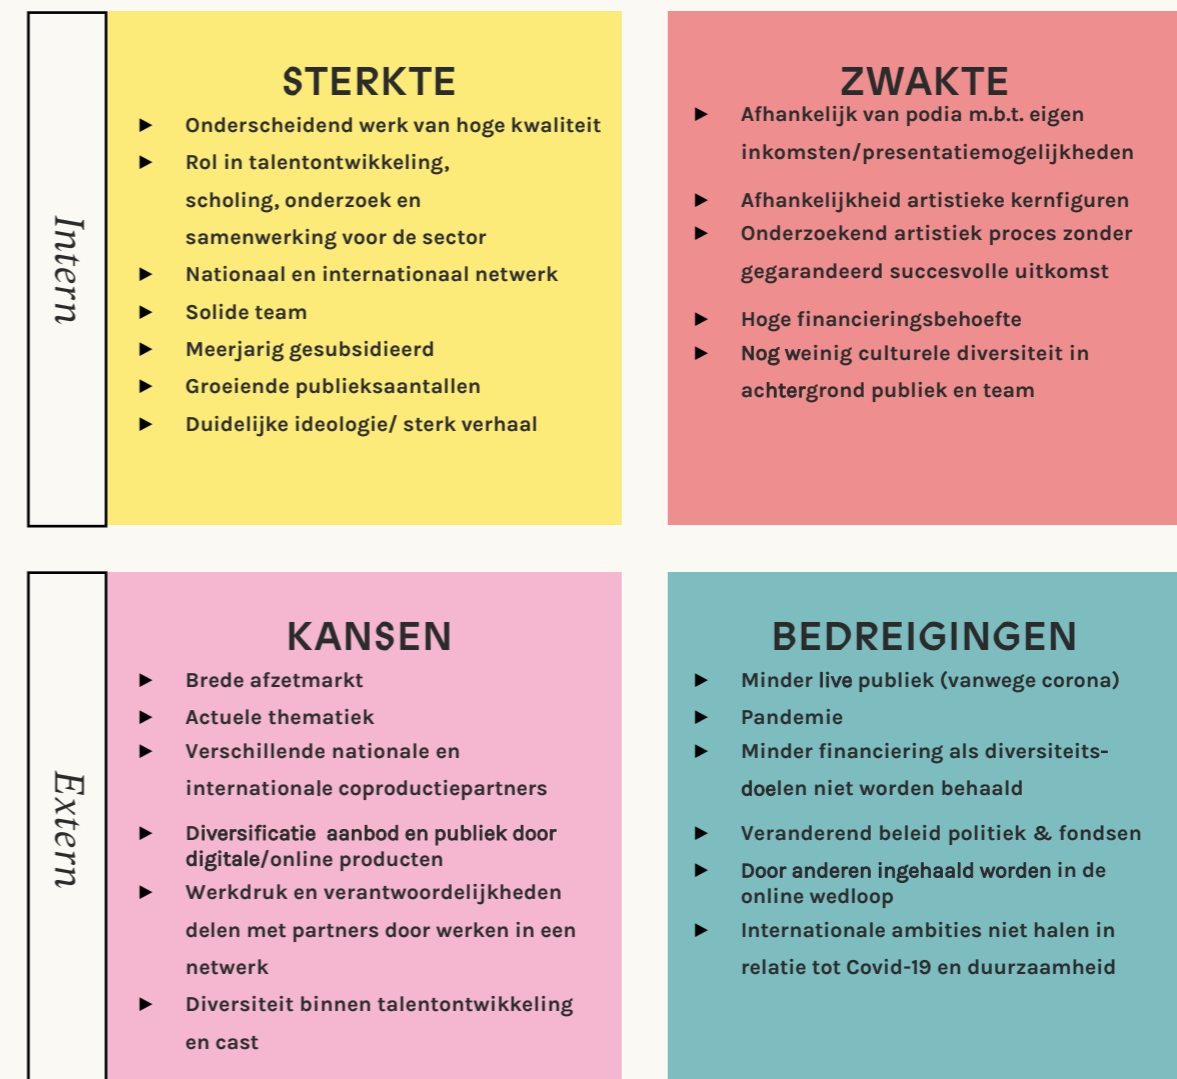 Intern
STERKTE
► Onderscheidend werk van hoge kwaliteit
► Rol in talentontwikkeling,
scholing, onderzoek en
samenwerking voor de sector
► Nationaal en internationaal netwerk
► Solide team
► Meerjarig gesubsidieerd
► Groeiende publieksaantallen
► Duidelijke ideologie/ sterk verhaal
ZWAKTE
► Afhankelijk van podia m.b.t. eigen
inkomsten/presentatiemogelijkheden
► Afhankelijkheid artistieke kernfiguren
► Onderzoekend artistiek proces zonder
gegarandeerd succesvolle uitkomst
► Hoge financieringsbehoefte
► Nog weinig culturele diversiteit in
achtergrond publiek en team
Extern
KANSEN
► Brede afzetmarkt
► Actuele thematiek
► Verschillende nationale en
internationale coproductiepartners
► Diversificatie aanbod en publiek door
digitale/online producten
► Werkdruk en verantwoordelijkheden
delen met partners door werken in een
netwerk
► Diversiteit binnen talentontwikkeling
en cast
BEDREIGINGEN
► Minder live publiek (vanwege corona)
► Pandemie
► Minder financiering als diversiteits-
doelen niet worden behaald
► Veranderend beleid politiek & fondsen
► Door anderen ingehaald worden in de
online wedloop
► Internationale ambities niet halen in
relatie tot Covid-19 en duurzaamheid